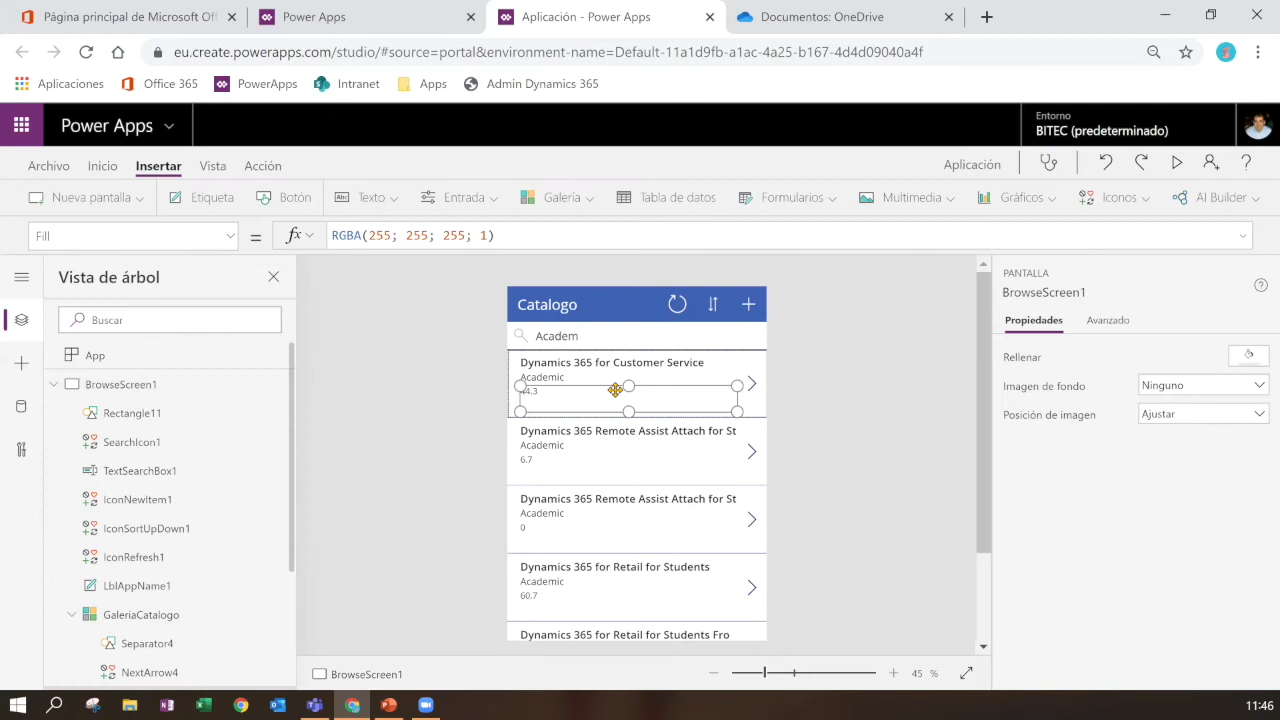 Página principal de Microsoft Of
Power Apps
Aplicación - Power Apps
Documentos: OneDrive
eu.create.powerapps.com/studio/#source=portal&environment-name=Default-11a1d9fb-a1ac-4a25-b167-4d4d09040a4f
Aplicaciones
Office 365
PowerApps
Intranet
Apps
Admin Dynamics 365
Power Apps
Entorno
BITEC (predeterminado)
Archivo
Inicio
Insertar
Vista
Acción
Aplicación
Nueva pantalla
Etiqueta
Botón
Texto
Entrada
Galería
Tabla de datos
Formularios
Multimedia
Gráficos
Iconos
AI Builder
Fill
=
fx
RGBA(255; 255; 255; 1)
Vista de árbol
Buscar
App
BrowseScreen1
Rectangle11
SearchIcon1
TextSearchBox1
IconNewItem1
IconSortUpDown1
IconRefresh1
LblAppName1
GaleriaCatalogo
Separator4
NextArrow4
Catalogo
Academ
Dynamics 365 for Customer Service
Academic
44.3
Dynamics 365 Remote Assist Attach for St
Academic
6.7
Dynamics 365 Remote Assist Attach for St
Academic
0
Dynamics 365 for Retail for Students
Academic
60.7
Dynamics 365 for Retail for Students Fro
BrowseScreen1
45 %
PANTALLA
BrowseScreen1
Propiedades
Avanzado
Rellenar
Imagen de fondo
Ninguno
Posición de imagen
Ajustar
11:46